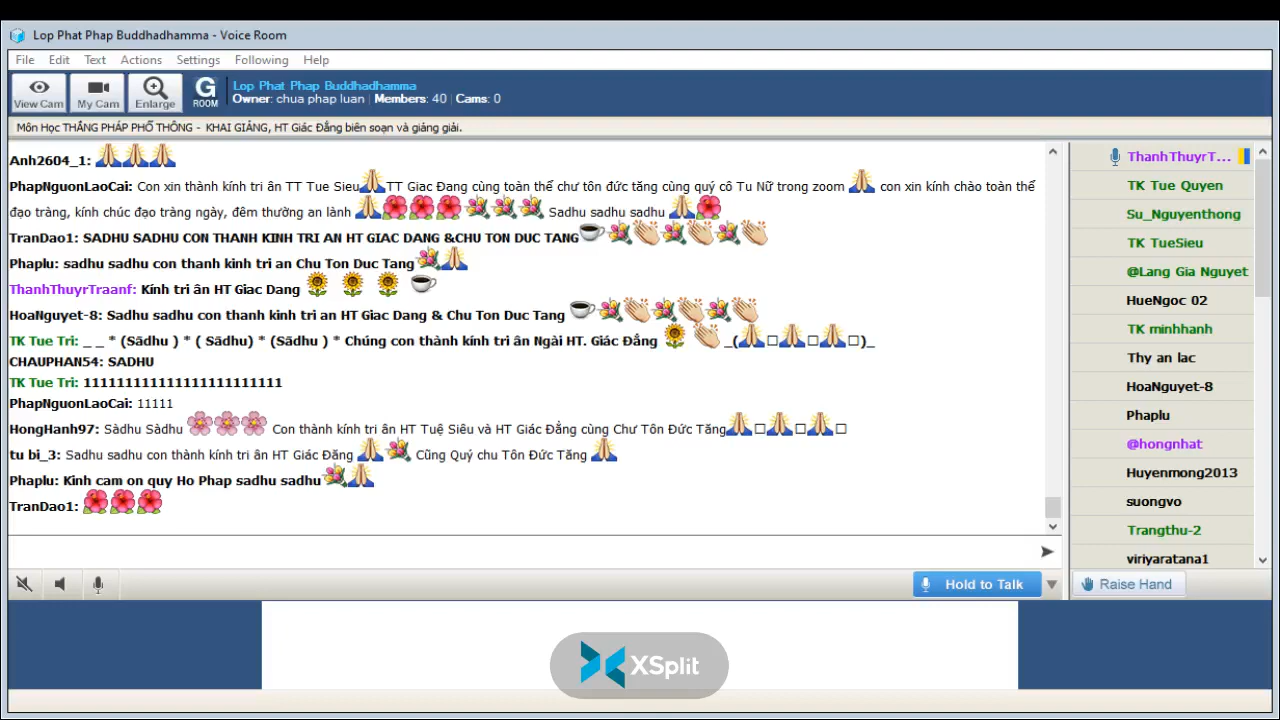 Lop Phat Phap Buddhadhamma - Voice Room
File Edit Text Actions Settings Following Help
View Cam My Cam Enlarge G ROOM
Lop Phat Phap Buddhadhamma
Owner: chua phap luan | Members: 40 | Cams: 0
Môn Học THẮNG PHÁP PHỔ THÔNG - KHAI GIẢNG, HT Giác Đẳng biên soạn và giảng giải.
Anh2604_1: 🙏🙏🙏
PhapNguonLaoCai: Con xin thành kính tri ân TT Tue Sieu🙏TT Giac Đang cùng toàn thể chư tôn đức tăng cùng quý cô Tu Nữ trong zoom 🙏 con xin kính chào toàn thể
đạo tràng, kính chúc đạo tràng ngày, đêm thường an lành 🙏🌺🌺🌺💐💐💐 Sadhu sadhu sadhu 🙏🌺
TranDao1: SADHU SADHU CON THANH KINH TRI AN HT GIAC DANG &CHU TON DUC TANG☕💐👏💐👏💐👏
Phaplu: sadhu sadhu con thanh kinh tri an Chu Ton Duc Tang💐🙏
ThanhThuyrTraanf: Kính tri ân HT Giac Dang 🌻 🌻 🌻 ☕
HoaNguyet-8: Sadhu sadhu con thanh kinh tri an HT Giac Dang & Chu Ton Duc Tang ☕💐👏💐👏💐👏
TK Tue Tri: _ _ * (Sādhu ) * ( Sādhu) * (Sādhu ) * Chúng con thành kính tri ân Ngài HT. Giác Đẳng 🌻 👏 _(🙏□🙏□🙏□)_
CHAUPHAN54: SADHU
TK Tue Tri: 1111111111111111111111111
PhapNguonLaoCai: 11111
HongHanh97: Sàdhu Sàdhu 🌸🌸🌸 Con thành kính tri ân HT Tuệ Siêu và HT Giác Đẳng cùng Chư Tôn Đức Tăng🙏□🙏□🙏□
tu bi_3: Sadhu sadhu con thành kính tri ân HT Giác Đăng 🙏💐 Cũng Quý chu Tôn Đức Tăng 🙏
Phaplu: Kinh cam on quy Ho Phap sadhu sadhu💐🙏
TranDao1: 🌺🌺🌺
Hold to Talk
ThanhThuyrT...
TK Tue Quyen
Su_Nguyenthong
TK TueSieu
@Lang Gia Nguyet
HueNgoc 02
TK minhhanh
Thy an lac
HoaNguyet-8
Phaplu
@hongnhat
Huyenmong2013
suongvo
Trangthu-2
viriyaratana1
Raise Hand
XSplit